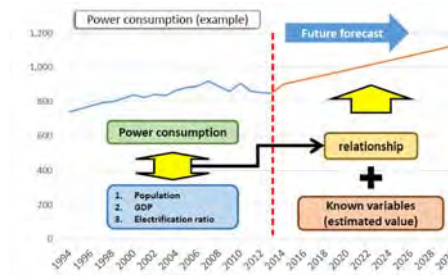 Power consumption (example)
Future forecast
1,200
1,000
800
600
400
200
0
Power consumption
relationship
1. Population
2. GDP
3. Electrification ratio
Known variables
(estimated value)
1994
1996
1998
2000
2002
2004
2006
2008
2010
2012
2014
2016
2018
2020
2022
2024
2026
2028